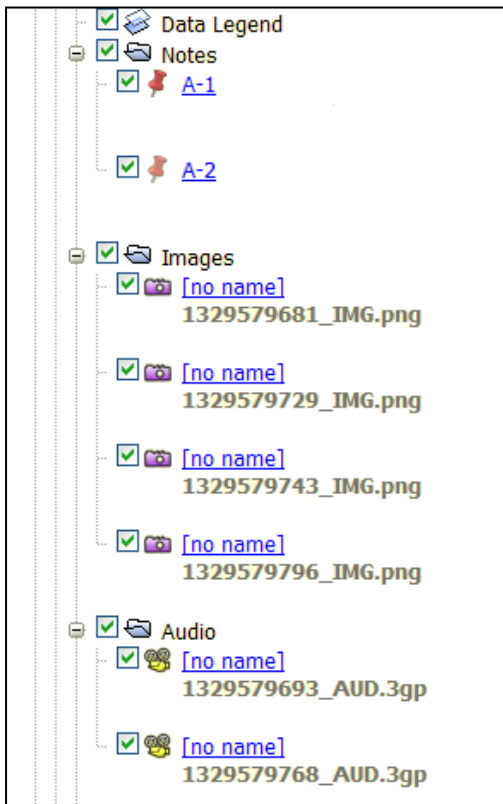 Data Legend
Notes
A-1
A-2
Images
[no name]
1329579681_IMG.png
[no name]
1329579729_IMG.png
[no name]
1329579743_IMG.png
[no name]
1329579796_IMG.png
Audio
[no name]
1329579693_AUD.3gp
[no name]
1329579768_AUD.3gp